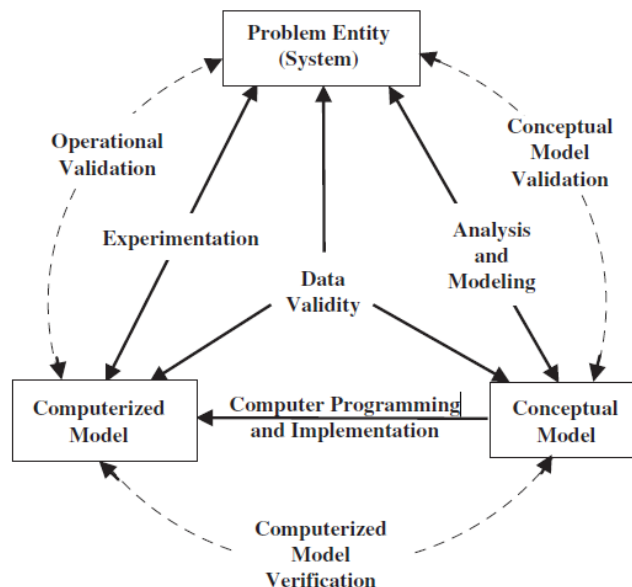 Problem Entity
(System)
Operational
Validation
Conceptual
Model
Validation
Experimentation
Analysis
and
Modeling
Data
Validity
Computerized
Model
Computer Programming
and Implementation
Conceptual
Model
Computerized
Model
Verification